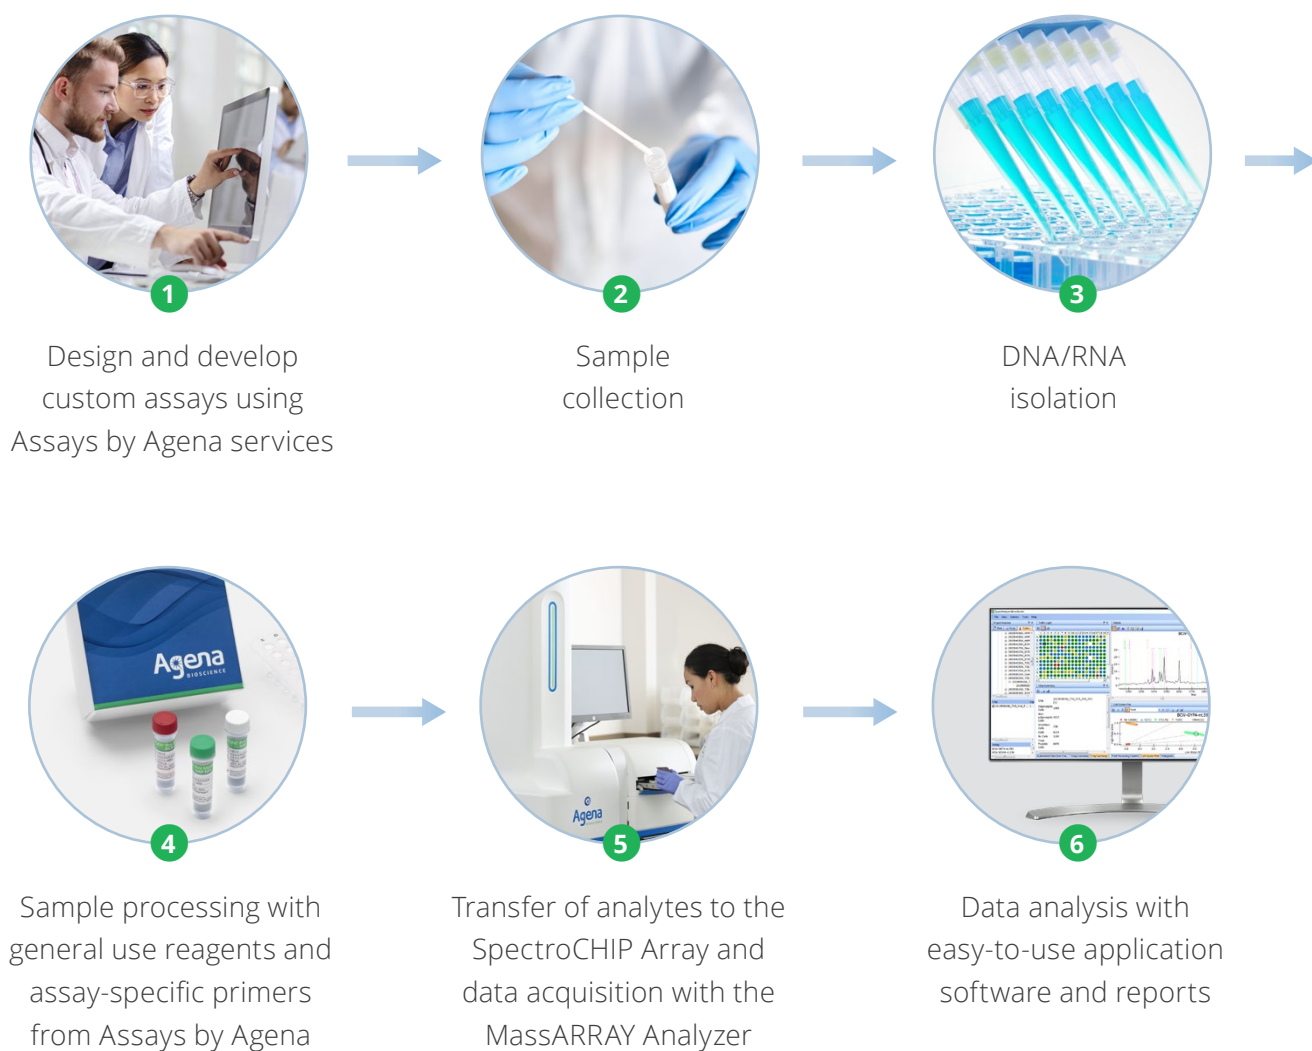 1
Design and develop
custom assays using
Assays by Agena services
2
Sample
collection
3
DNA/RNA
isolation
Agena
BIOSCIENCE
4
Sample processing with
general use reagents and
assay-specific primers
from Assays by Agena
Agena
5
Transfer of analytes to the
SpectroCHIP Array and
data acquisition with the
MassARRAY Analyzer
6
Data analysis with
easy-to-use application
software and reports